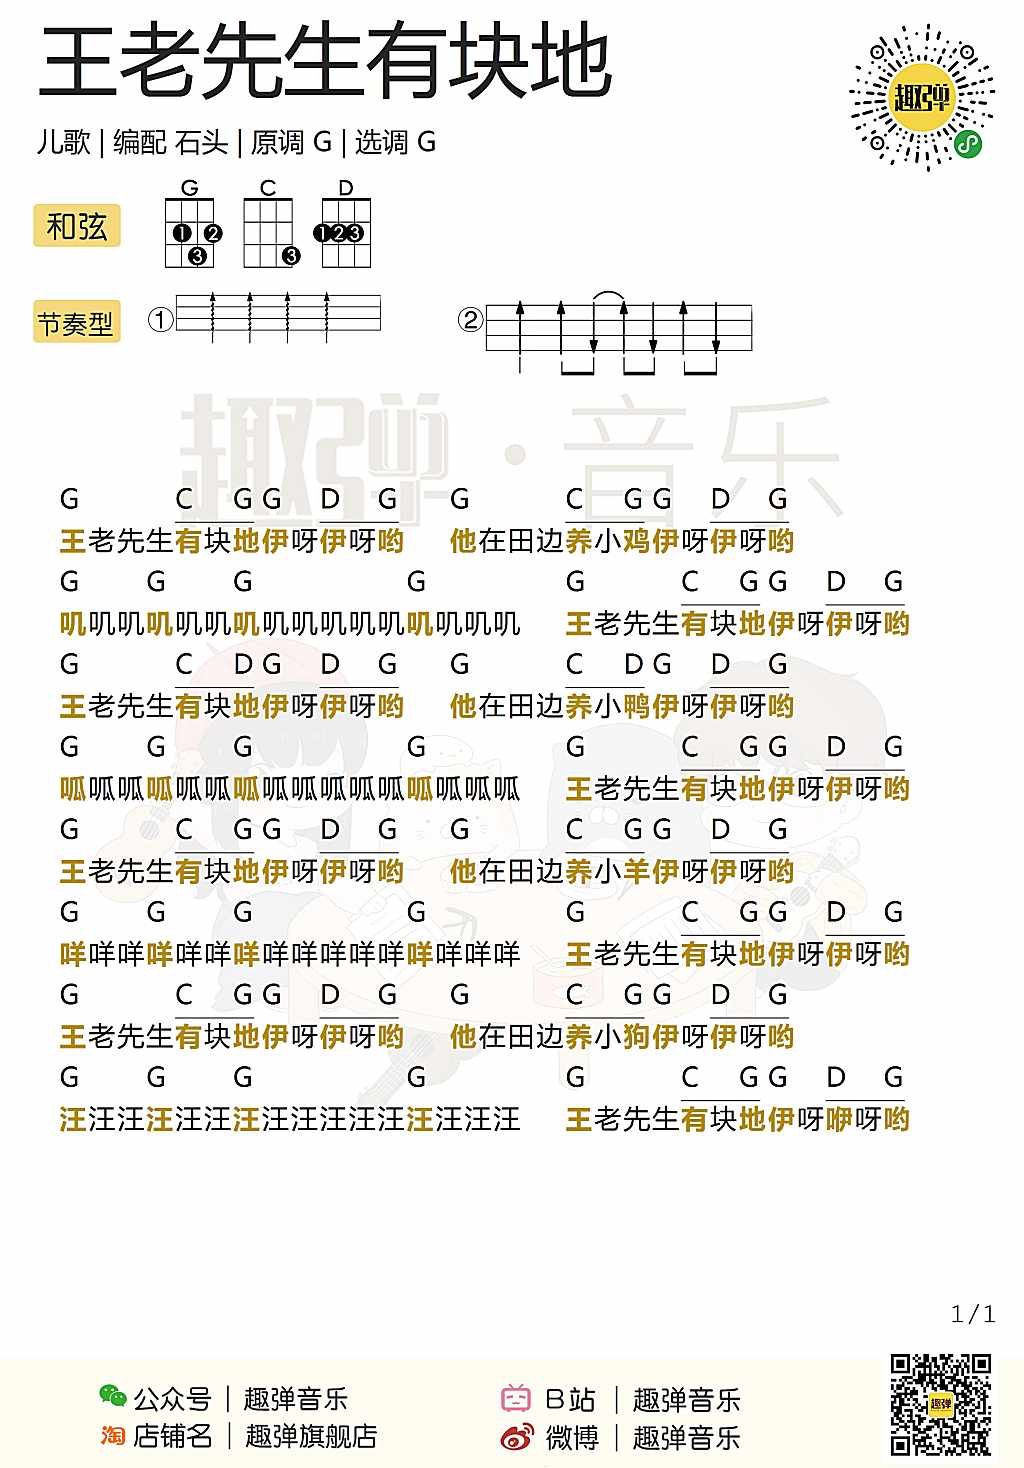 王老先生有块地
趣弹
儿歌 | 编配 石头 | 原调 G | 选调 G
和弦 G C D
1 2 3 3 1 2 3
节奏型 ① ②
趣弹·音乐
G C G G D G G C G G D G
王老先生有块地伊呀伊呀哟 他在田边养小鸡伊呀伊呀哟
G G G G G C G G D G
叽叽叽叽叽叽叽叽叽叽叽叽叽叽叽叽 王老先生有块地伊呀伊呀哟
G C D G D G G C D G D G
王老先生有块地伊呀伊呀哟 他在田边养小鸭伊呀伊呀哟
G G G G G C G G D G
呱呱呱呱呱呱呱呱呱呱呱呱呱呱呱呱 王老先生有块地伊呀伊呀哟
G C G G D G G C G G D G
王老先生有块地伊呀伊呀哟 他在田边养小羊伊呀伊呀哟
G G G G G C G G D G
咩咩咩咩咩咩咩咩咩咩咩咩咩咩咩咩 王老先生有块地伊呀伊呀哟
G C G G D G G C G G D G
王老先生有块地伊呀伊呀哟 他在田边养小狗伊呀伊呀哟
G G G G G C G G D G
汪汪汪汪汪汪汪汪汪汪汪汪汪汪汪汪 王老先生有块地伊呀咿呀哟
1/1
公众号 | 趣弹音乐 B站 | 趣弹音乐
淘 店铺名 | 趣弹旗舰店 微博 | 趣弹音乐
趣弹